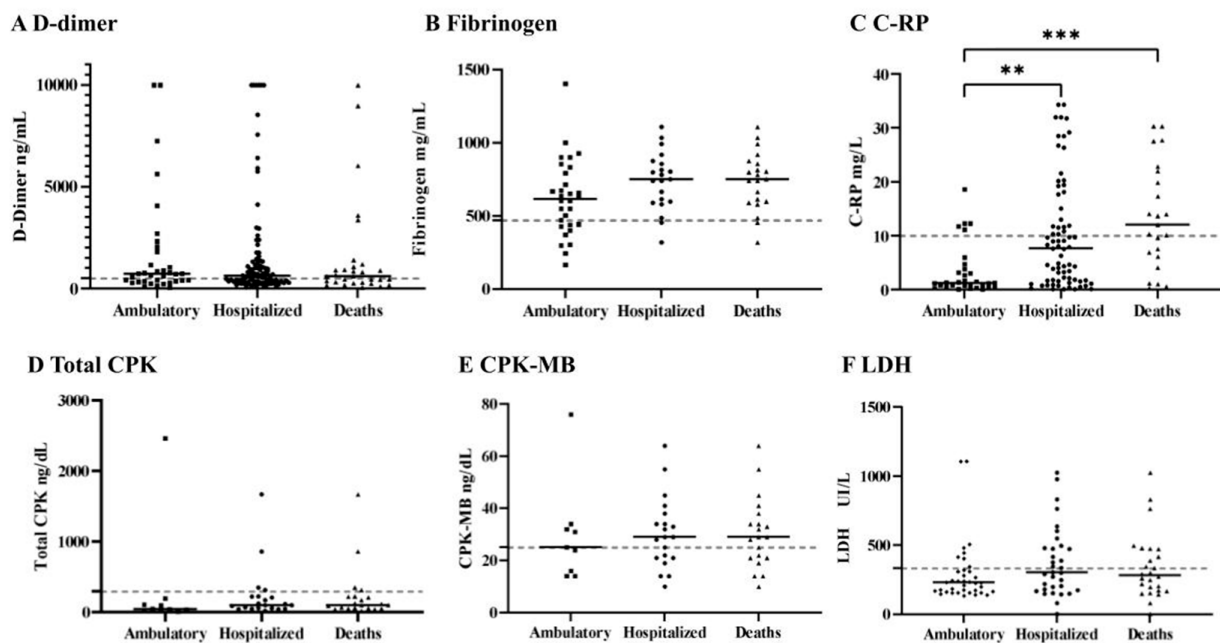 A D-dimer
10000
5000
0
D-Dimer ng/mL
Ambulatory Hospitalized Deaths
B Fibrinogen
1500
1000
500
0
Fibrinogen mg/mL
Ambulatory Hospitalized Deaths
C C-RP
***
**
40
30
20
10
0
C-RP mg/L
Ambulatory Hospitalized Deaths
D Total CPK
3000
2000
1000
0
Total CPK ng/dL
Ambulatory Hospitalized Deaths
E CPK-MB
80
60
40
20
0
CPK-MB ng/dL
Ambulatory Hospitalized Deaths
F LDH
1500
1000
500
0
LDH UI/L
Ambulatory Hospitalized Deaths